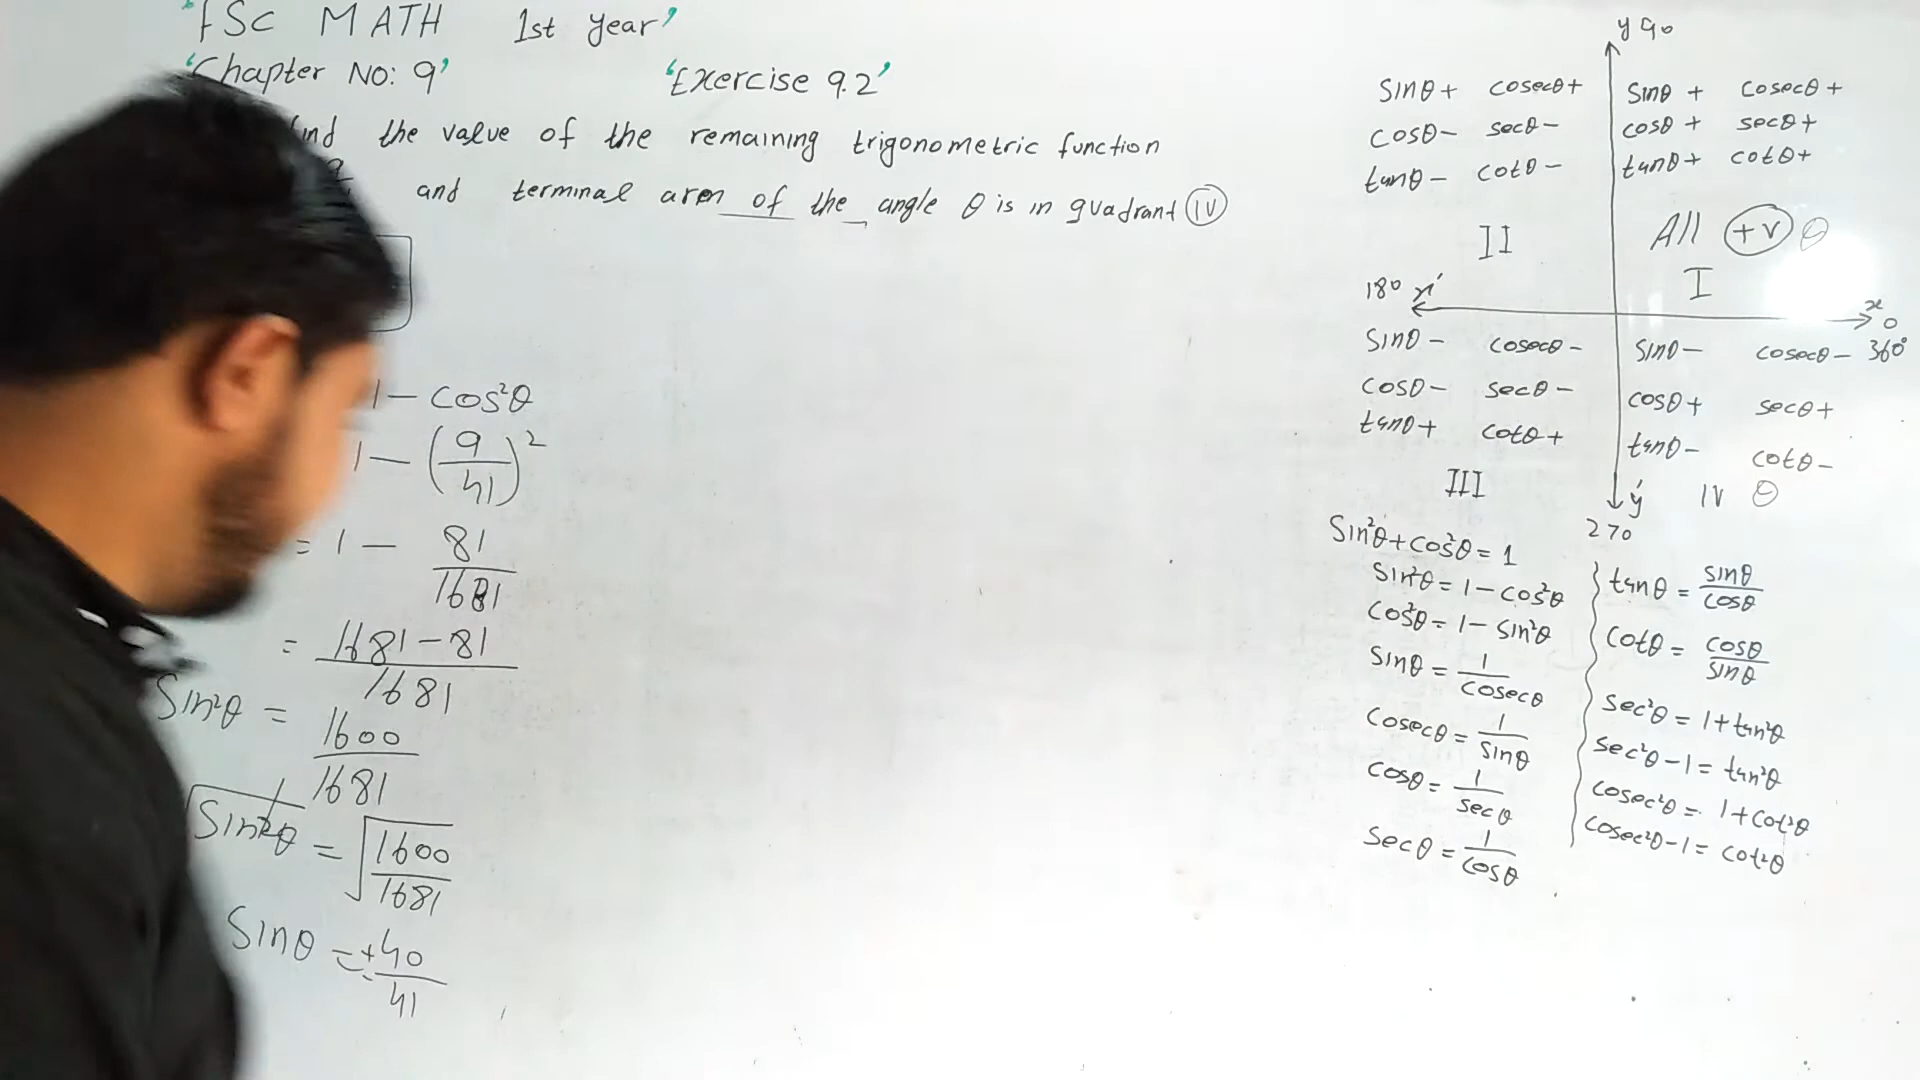 'FSc MATH 1st year'
'Chapter No: 9' 'Exercise 9.2'
the value of the remaining trigonometric function
and terminal arm of the angle θ is in quadrant IV
1 - cos²θ
1 - (9/41)²
= 1 - 81/1681
= 1681 - 81/1681
Sin²θ = 1600/1681
√Sin²θ = √1600/1681
Sinθ = ±40/41
y 90
Sinθ + cosecθ +
cosθ - secθ -
tanθ - cotθ -
II
180 x'
Sinθ + cosecθ +
cosθ + secθ +
tanθ + cotθ +
All +v θ
I
x 0
360°
Sinθ - cosecθ -
cosθ - secθ -
tanθ + cotθ +
III
Sinθ - cosecθ -
cosθ + secθ +
tanθ - cotθ -
y' IV θ
270
Sin²θ + cos²θ = 1
Sin²θ = 1 - cos²θ
cos²θ = 1 - sin²θ
Sinθ = 1/cosecθ
cosecθ = 1/sinθ
cosθ = 1/secθ
secθ = 1/cosθ
tanθ = sinθ/cosθ
cotθ = cosθ/sinθ
sec²θ = 1 + tan²θ
sec²θ - 1 = tan²θ
cosec²θ = 1 + cot²θ
cosec²θ - 1 = cot²θ